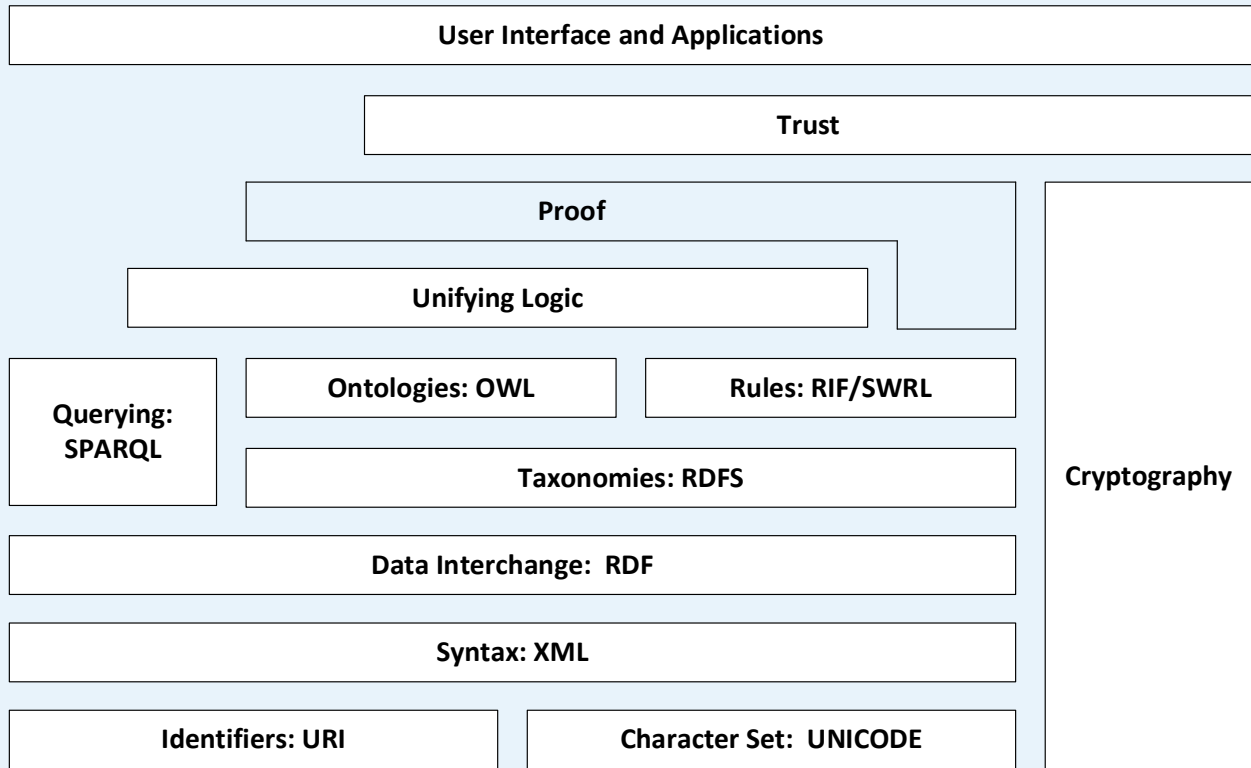 User Interface and Applications
Trust
Proof
Unifying Logic
Ontologies: OWL
Rules: RIF/SWRL
Querying:
SPARQL
Taxonomies: RDFS
Cryptography
Data Interchange:  RDF
Syntax: XML
Identifiers: URI
Character Set:  UNICODE